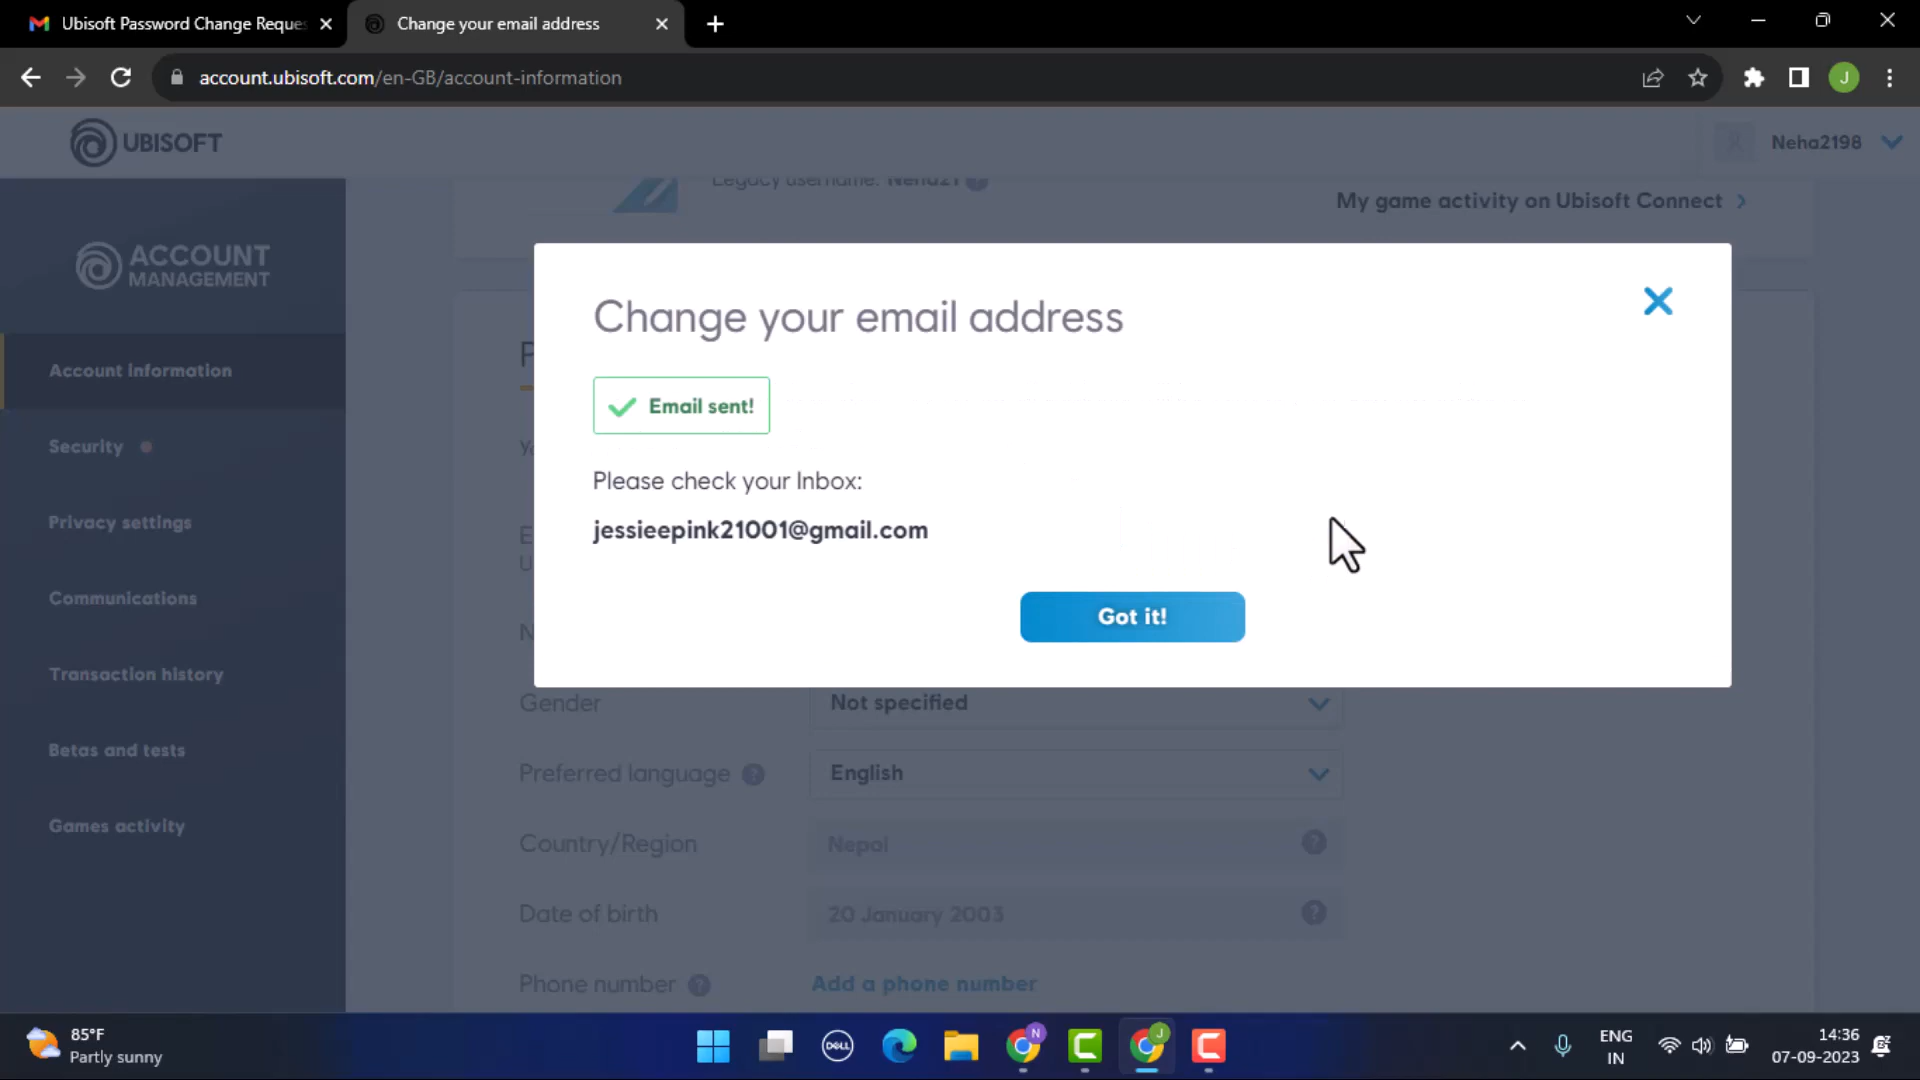 Ubisoft Password Change Reques
Change your email address
account.ubisoft.com/en-GB/account-information
J
UBISOFT
Neha2198
Legacy username: Neha21
My game activity on Ubisoft Connect
ACCOUNT
MANAGEMENT
Change your email address
Account information
Email sent!
Security
Please check your Inbox:
Privacy settings
jessieepink21001@gmail.com
Communications
Got it!
Transaction history
Gender
Not specified
Betas and tests
Preferred language
English
Games activity
Country/Region
Nepal
Date of birth
20 January 2003
Phone number
Add a phone number
85°F
Partly sunny
DELL
N
J
ENG
IN
14:36
07-09-2023